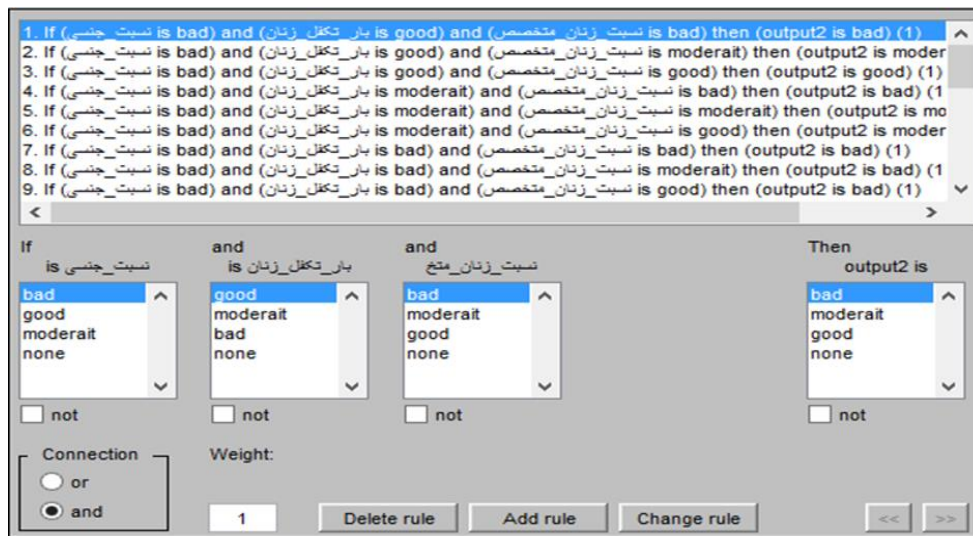 1. If (نسبت_جنسی is bad) and (بار_تکفل_زنان is good) and (نسبت_زنان_متخصص is bad) then (output2 is bad) (1)
2. If (نسبت_جنسی is bad) and (بار_تکفل_زنان is good) and (نسبت_زنان_متخصص is moderait) then (output2 is moder
3. If (نسبت_جنسی is bad) and (بار_تکفل_زنان is good) and (نسبت_زنان_متخصص is good) then (output2 is good) (1)
4. If (نسبت_جنسی is bad) and (بار_تکفل_زنان is moderait) and (نسبت_زنان_متخصص is bad) then (output2 is bad) (1
5. If (نسبت_جنسی is bad) and (بار_تکفل_زنان is moderait) and (نسبت_زنان_متخصص is moderait) then (output2 is mo
6. If (نسبت_جنسی is bad) and (بار_تکفل_زنان is moderait) and (نسبت_زنان_متخصص is good) then (output2 is moder
7. If (نسبت_جنسی is bad) and (بار_تکفل_زنان is bad) and (نسبت_زنان_متخصص is bad) then (output2 is bad) (1)
8. If (نسبت_جنسی is bad) and (بار_تکفل_زنان is bad) and (نسبت_زنان_متخصص is moderait) then (output2 is bad) (1
9. If (نسبت_جنسی is bad) and (بار_تکفل_زنان is bad) and (نسبت_زنان_متخصص is good) then (output2 is bad) (1)
If and and Then
نسبت_جنسی is بار_تکفل_زنان is نسبت_زنان_متخ output2 is
bad good bad bad
good moderait moderait moderait
moderait bad good good
none none none none
not not not not
Connection Weight:
or
and 1 Delete rule Add rule Change rule << >>